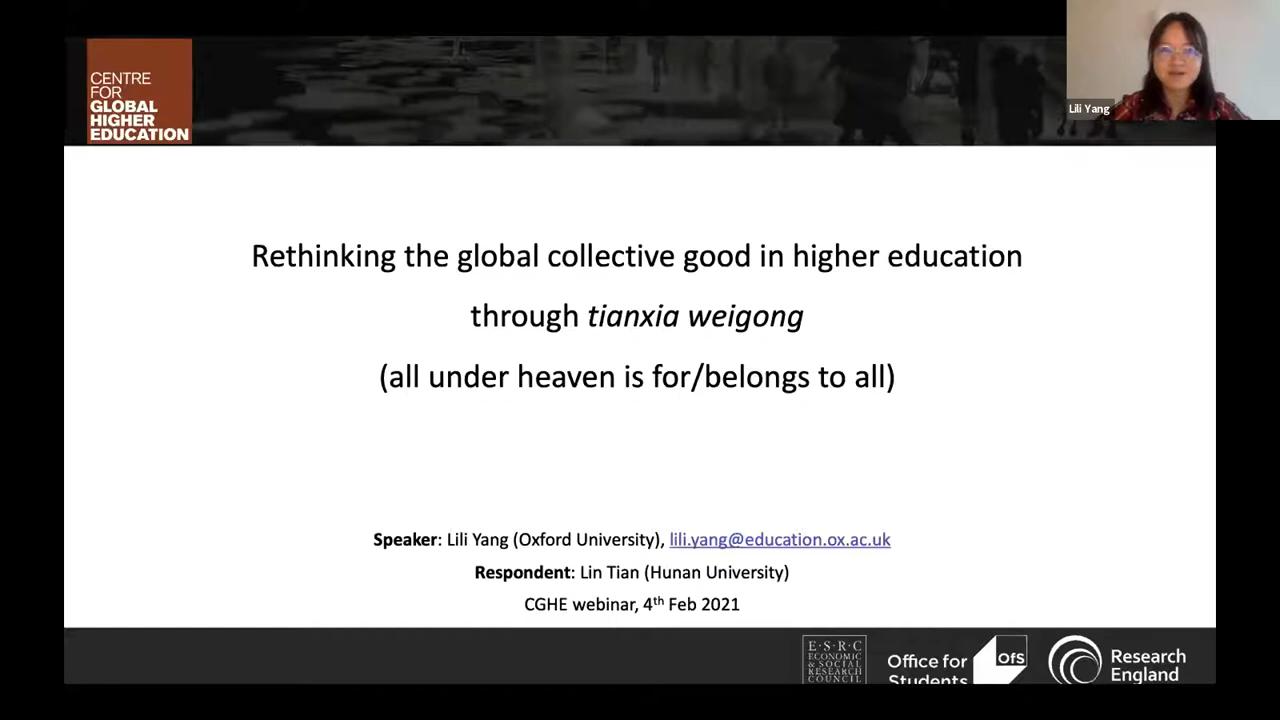 CENTRE
FOR
GLOBAL
HIGHER
EDUCATION
Lili Yang
Rethinking the global collective good in higher education
through tianxia weigong
(all under heaven is for/belongs to all)
Speaker: Lili Yang (Oxford University), lili.yang@education.ox.ac.uk
Respondent: Lin Tian (Hunan University)
CGHE webinar, 4th Feb 2021
E·S·R·C
ECONOMIC
& SOCIAL
RESEARCH
COUNCIL
Office for
Students
OfS
Research
England